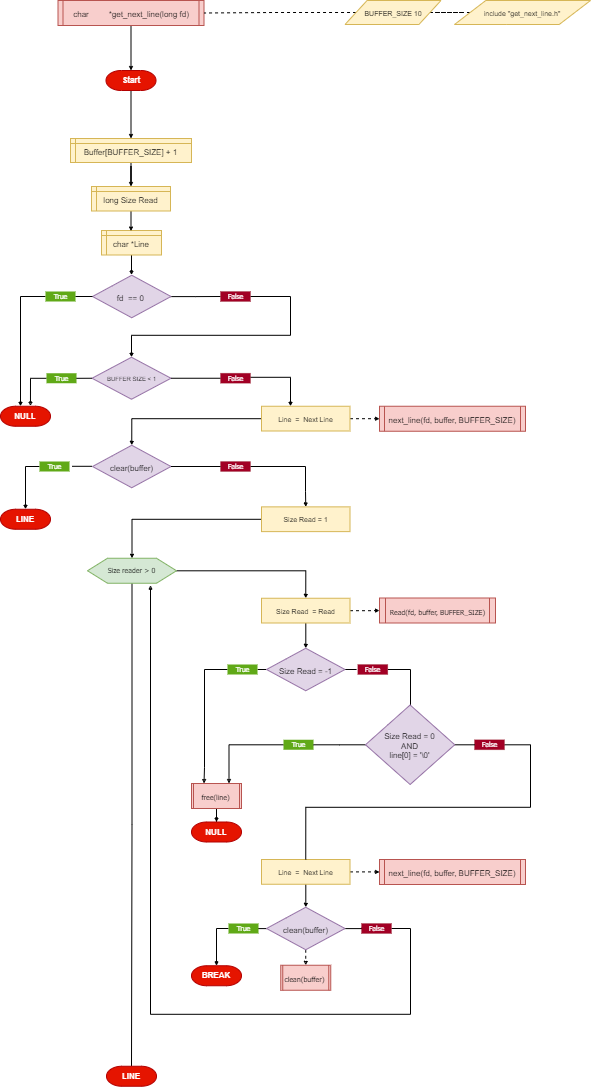 char *get_next_line(long fd)
BUFFER_SIZE 10
include "get_next_line.h"
Start
Buffer[BUFFER_SIZE] + 1
long Size Read
char *Line
True
fd == 0
False
True
BUFFER SIZE < 1
False
NULL
Line = Next Line
next_line(fd, buffer, BUFFER_SIZE)
True
clear(buffer)
False
LINE
Size Read = 1
Size reader > 0
Size Read = Read
Read(fd, buffer, BUFFER_SIZE)
True
Size Read = -1
False
Size Read = 0
AND
line[0] = '\0'
True
False
free(line)
NULL
Line = Next Line
next_line(fd, buffer, BUFFER_SIZE)
True
clean(buffer)
False
BREAK
clean(buffer)
LINE